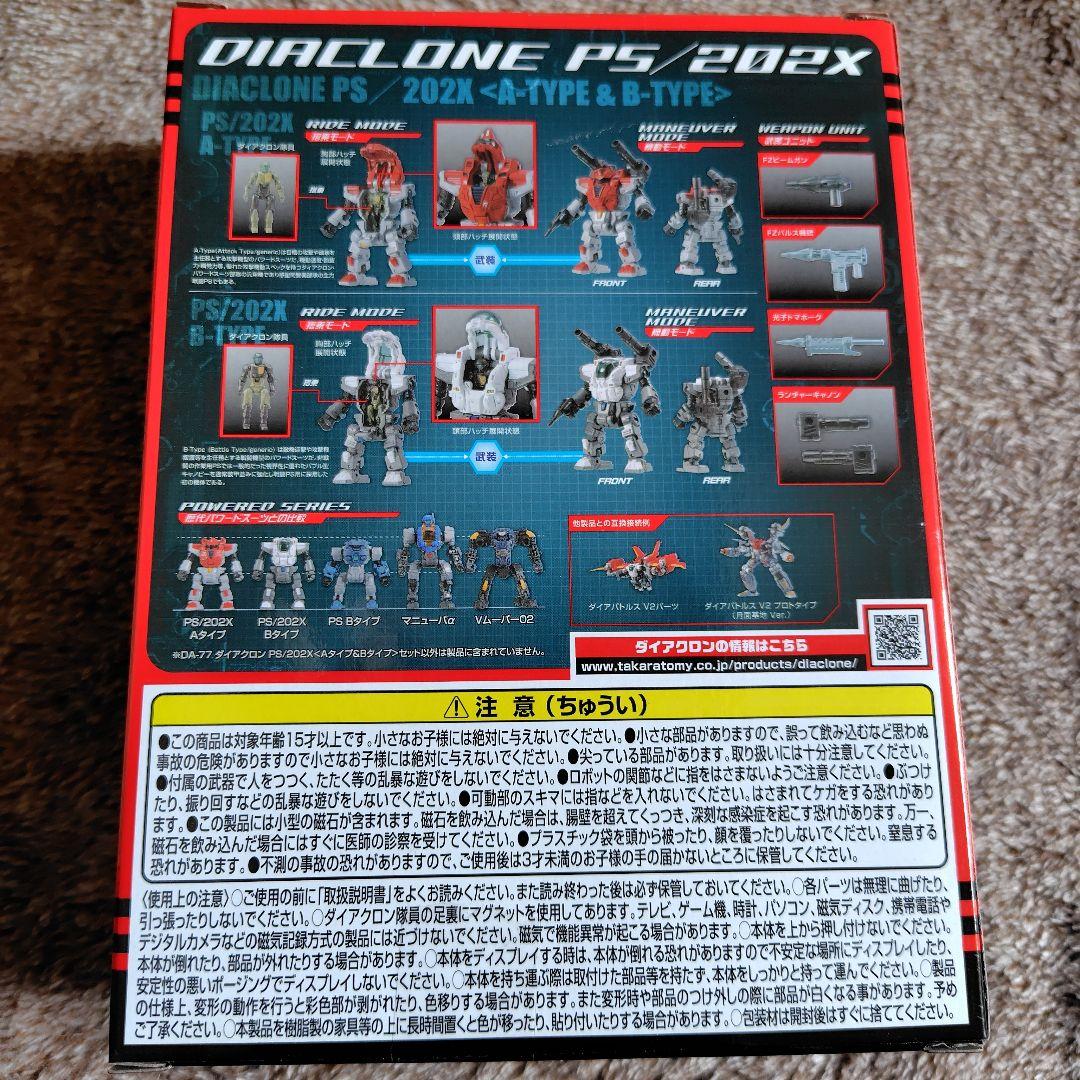 DIACLONE PS/202X
DIACLONE PS/202X <A-TYPE & B-TYPE>
PS/202X
A-TYPE
ダイアクロン隊員
RIDE MODE
搭乗モード
胸部ハッチ
展開状態
搭乗
頭部ハッチ展開状態
武装
MANEUVER
MODE
機動モード
FRONT
REAR
WEAPON UNIT
武器ユニット
FZビームガン
FZパルス機銃
光子トマホーク
ランチャーキャノン
PS/202X
B-TYPE
ダイアクロン隊員
RIDE MODE
搭乗モード
胸部ハッチ
展開状態
搭乗
頭部ハッチ展開状態
武装
MANEUVER
MODE
機動モード
FRONT
REAR
POWERED SERIES
歴代パワードスーツとの比較
PS/202X
Aタイプ
PS/202X
Bタイプ
PS Bタイプ
マニューバα
Vムーバー02
※DA-77 ダイアクロン PS/202X<Aタイプ&Bタイプ>セット以外は製品に含まれていません。
他製品との互換接続例
ダイアバトルス V2パーツ
ダイアバトルス V2 プロトタイプ
(月面基地 Ver.)
ダイアクロンの情報はこちら
www.takaratomy.co.jp/products/diaclone/
⚠注 意(ちゅうい)
●この商品は対象年齢15才以上です。小さなお子様には絶対に与えないでください。●小さな部品がありますので、誤って飲み込むなど思わぬ
事故の危険がありますので小さなお子様には絶対に与えないでください。●尖っている部品があります。取り扱いには十分注意してください。
●付属の武器で人をつつく、たたく等の乱暴な遊びをしないでください。●ロボットの関節などに指をはさまないようご注意ください。●ぶつけ
たり、振り回すなどの乱暴な遊びをしないでください。●可動部のスキマには指などを入れないでください。はさまれてケガをする恐れがあり
ます。●この製品には小型の磁石が含まれます。磁石を飲み込んだ場合は、腸壁を超えてくっつき、深刻な感染症を起こす恐れがあります。万一、
磁石を飲み込んだ場合にはすぐに医師の診察を受けてください。●プラスチック袋を頭から被ったり、顔を覆ったりしないでください。窒息する
恐れがあります。●不測の事故の恐れがありますので、ご使用後は3才未満のお子様の手の届かないところに保管してください。
〈使用上の注意〉○ご使用の前に「取扱説明書」をよくお読みください。また読み終わった後は必ず保管しておいてください。○各パーツは無理に曲げたり、
引っ張ったりしないでください。○ダイアクロン隊員の足裏にマグネットを使用してあります。テレビ、ゲーム機、時計、パソコン、磁気ディスク、携帯電話や
デジタルカメラなどの磁気記録方式の製品には近づけないでください。磁気で機能異常が起こる場合があります。○本体を上から押し付けないでください。
本体が倒れたり、部品が外れたりする場合があります。○本体をディスプレイする時は、本体が倒れる恐れがありますので不安定な場所にディスプレイしたり、
安定性の悪いポージングでディスプレイしないでください。○本体を持ち運ぶ際は取付けた部品等を持たず、本体をしっかりと持って運んでください。○製品
の仕様上、変形の動作を行うと彩色部が剥がれたり、色移りする場合があります。また変形時や部品のつけ外しの際に部品が白くなる事があります。予め
ご了承ください。○本製品を樹脂製の家具等の上に長時間置くと色が移ったり、貼り付いたりする場合があります。○包装材は開封後はすぐに捨ててください。